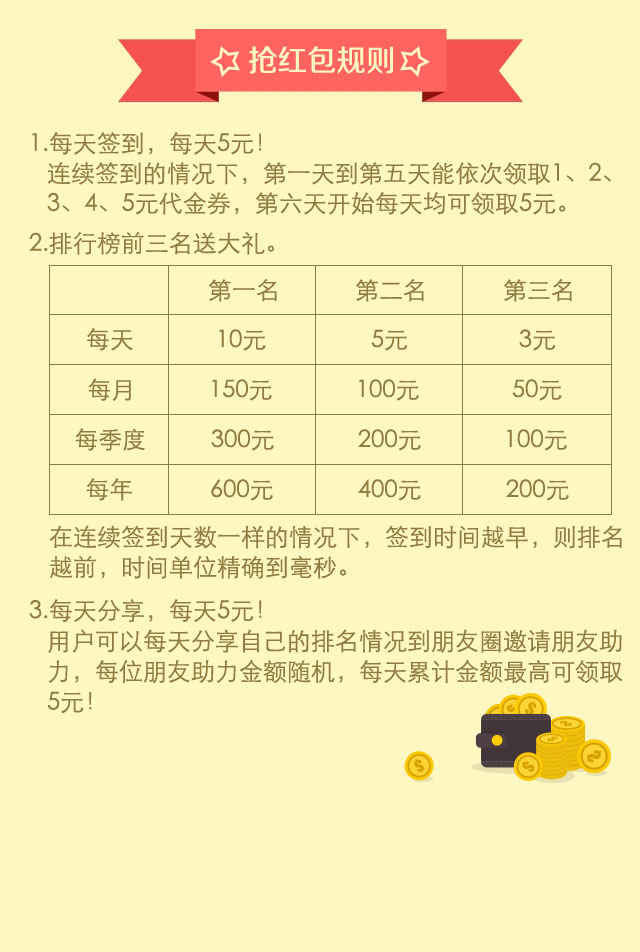 抢红包规则
1.每天签到，每天5元！
连续签到的情况下，第一天到第五天能依次领取1、2、
3、4、5元代金券，第六天开始每天均可领取5元。
2.排行榜前三名送大礼。
第一名 第二名 第三名
每天 10元 5元 3元
每月 150元 100元 50元
每季度 300元 200元 100元
每年 600元 400元 200元
在连续签到天数一样的情况下，签到时间越早，则排名
越前，时间单位精确到毫秒。
3.每天分享，每天5元！
用户可以每天分享自己的排名情况到朋友圈邀请朋友助
力，每位朋友助力金额随机，每天累计金额最高可领取
5元！